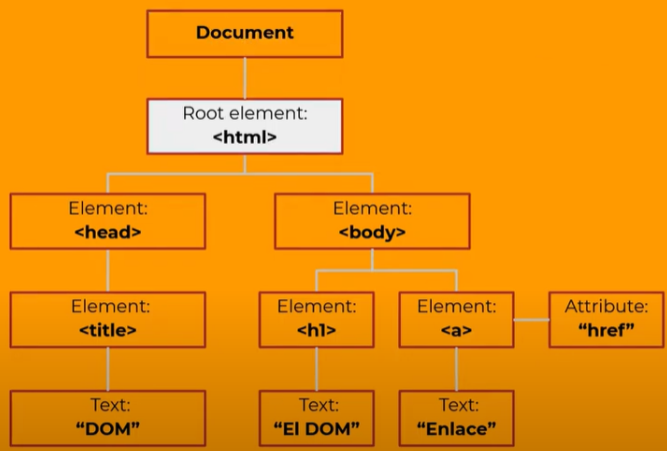 Document
Root element:
<html>
Element:
<head>
Element:
<body>
Element:
<title>
Element:
<h1>
Element:
<a>
Attribute:
“href”
Text:
“DOM”
Text:
“El DOM”
Text:
“Enlace”